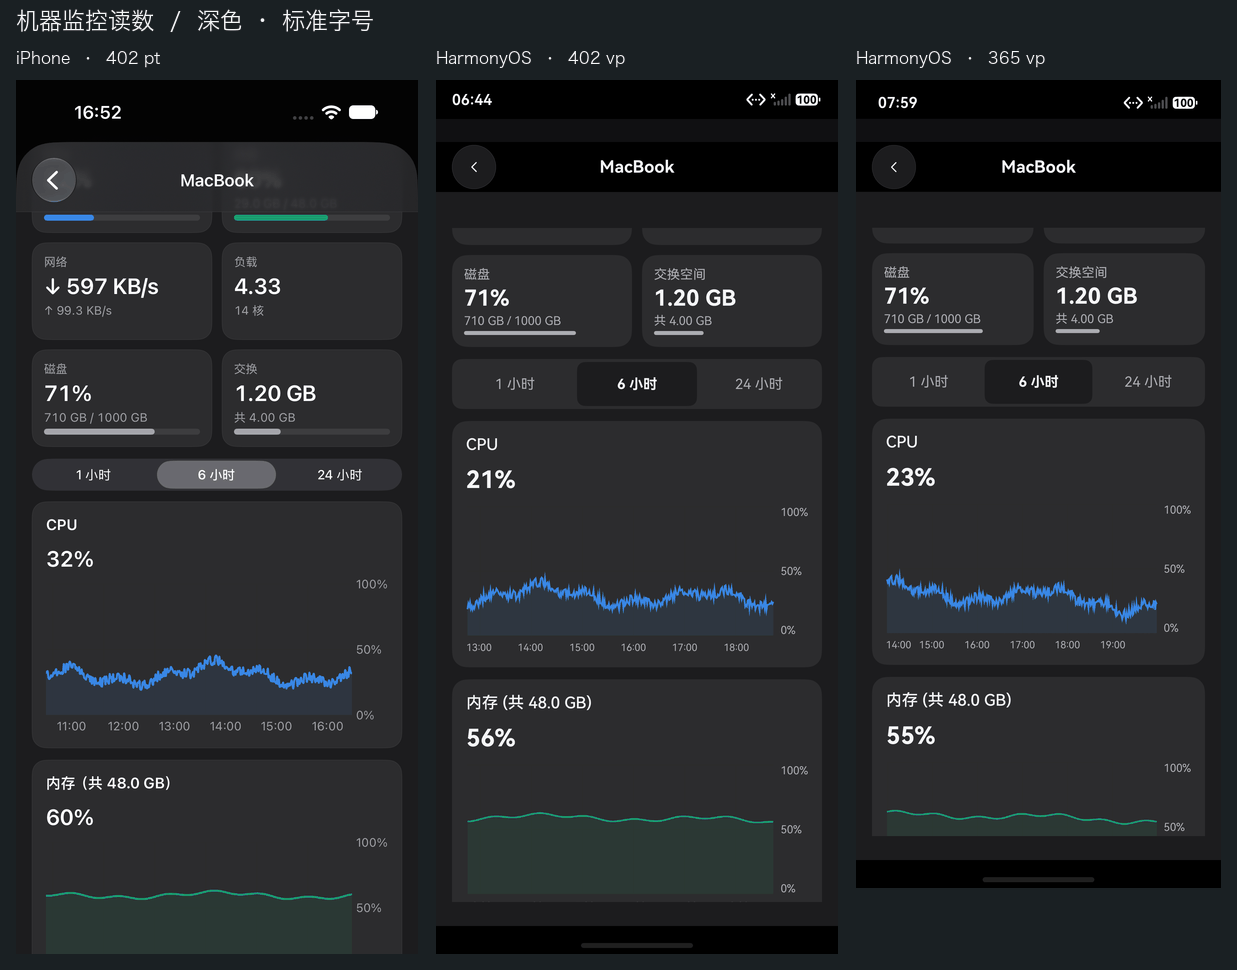 机器监控读数 / 深色 · 标准字号
iPhone · 402 pt
16:52
MacBook
网络
↓ 597 KB/s
↑ 99.3 KB/s
负载
4.33
14 核
磁盘
71%
710 GB / 1000 GB
交换
1.20 GB
共 4.00 GB
1 小时
6 小时
24 小时
CPU
32%
100%
50%
0%
11:00 12:00 13:00 14:00 15:00 16:00
内存 (共 48.0 GB)
60%
100%
50%
HarmonyOS · 402 vp
06:44
100
MacBook
磁盘
71%
710 GB / 1000 GB
交换空间
1.20 GB
共 4.00 GB
1 小时
6 小时
24 小时
CPU
21%
100%
50%
0%
13:00 14:00 15:00 16:00 17:00 18:00
内存 (共 48.0 GB)
56%
100%
50%
0%
HarmonyOS · 365 vp
07:59
100
MacBook
磁盘
71%
710 GB / 1000 GB
交换空间
1.20 GB
共 4.00 GB
1 小时
6 小时
24 小时
CPU
23%
100%
50%
0%
14:00 15:00 16:00 17:00 18:00 19:00
内存 (共 48.0 GB)
55%
100%
50%